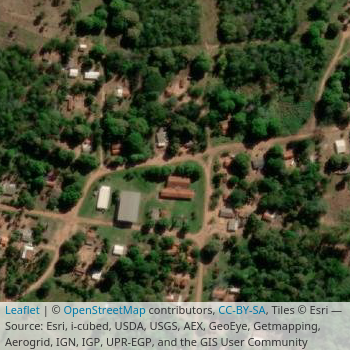 Leaflet | © OpenStreetMap contributors, CC-BY-SA, Tiles © Esri —
Source: Esri, i-cubed, USDA, USGS, AEX, GeoEye, Getmapping,
Aerogrid, IGN, IGP, UPR-EGP, and the GIS User Community